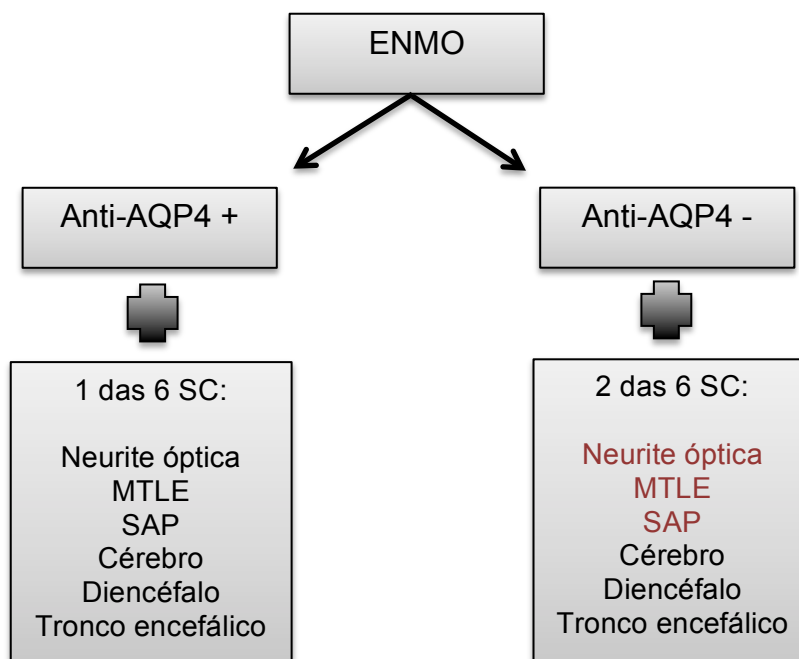 ENMO
Anti-AQP4 +
Anti-AQP4 -
1 das 6 SC:
Neurite óptica
MTLE
SAP
Cérebro
Diencéfalo
Tronco encefálico
2 das 6 SC:
Neurite óptica
MTLE
SAP
Cérebro
Diencéfalo
Tronco encefálico